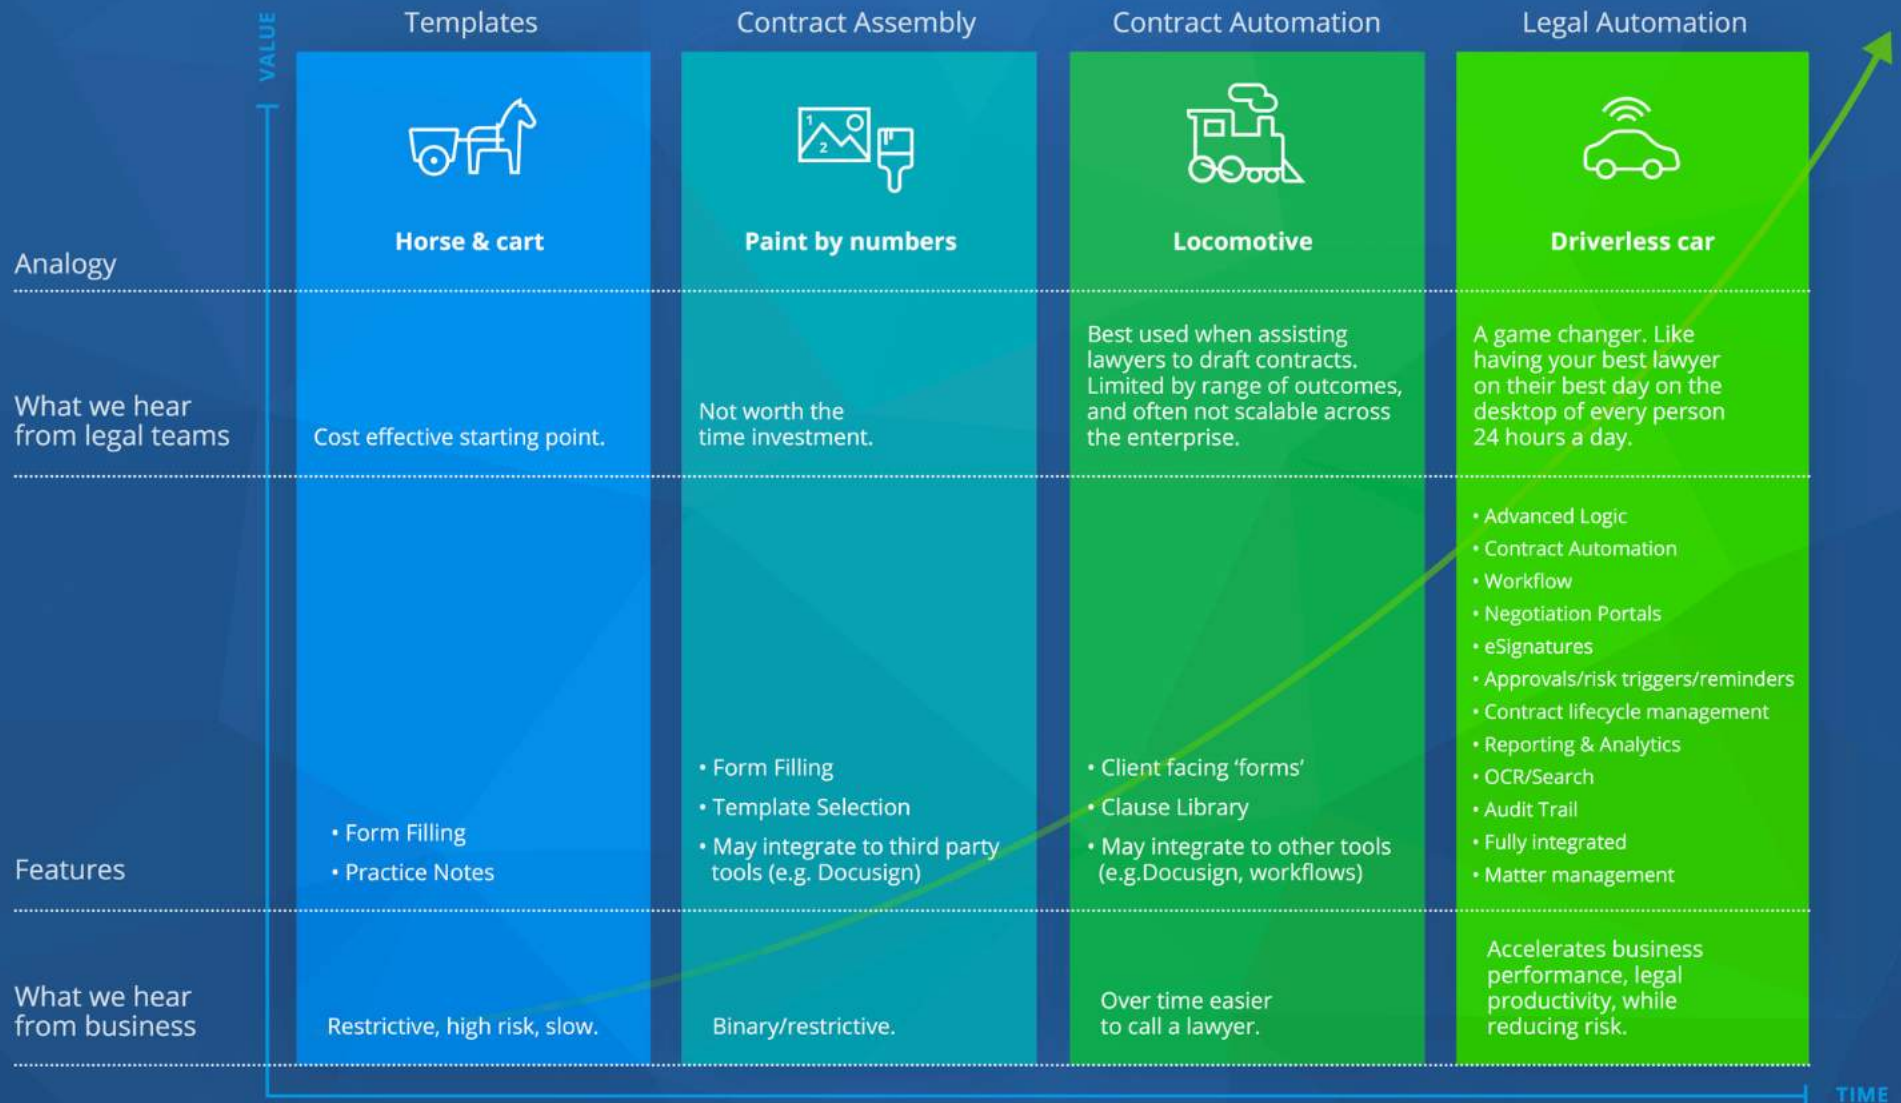 VALUE
Templates
Contract Assembly
Contract Automation
Legal Automation
1
2
Analogy
Horse & cart
Paint by numbers
Locomotive
Driverless car
What we hear
from legal teams
Cost effective starting point.
Not worth the
time investment.
Best used when assisting
lawyers to draft contracts.
Limited by range of outcomes,
and often not scalable across
the enterprise.
A game changer. Like
having your best lawyer
on their best day on the
desktop of every person
24 hours a day.
Features
• Form Filling
• Practice Notes
• Form Filling
• Template Selection
• May integrate to third party
tools (e.g. Docusign)
• Client facing ‘forms’
• Clause Library
• May integrate to other tools
(e.g.Docusign, workflows)
• Advanced Logic
• Contract Automation
• Workflow
• Negotiation Portals
• eSignatures
• Approvals/risk triggers/reminders
• Contract lifecycle management
• Reporting & Analytics
• OCR/Search
• Audit Trail
• Fully integrated
• Matter management
What we hear
from business
Restrictive, high risk, slow.
Binary/restrictive.
Over time easier
to call a lawyer.
Accelerates business
performance, legal
productivity, while
reducing risk.
TIME